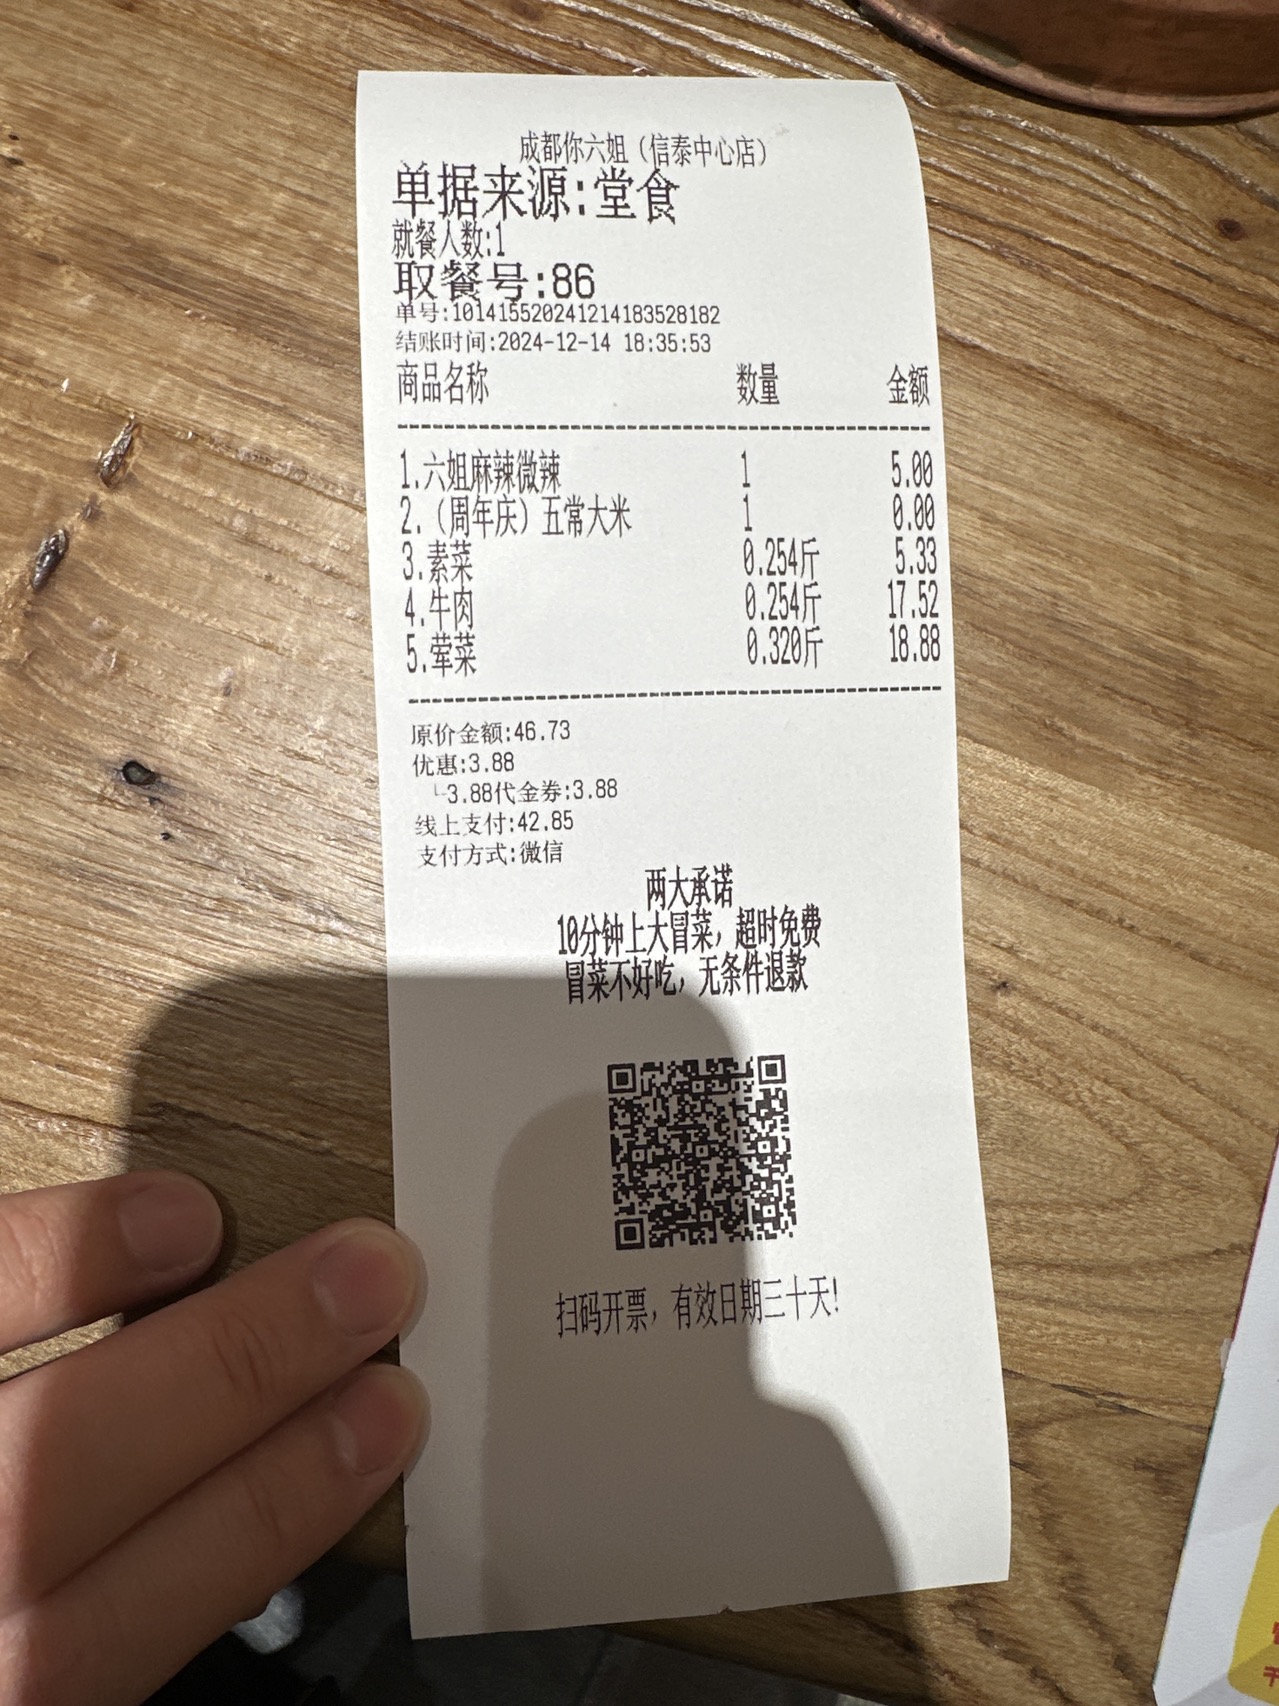 成都你六姐（信泰中心店）
单据来源:堂食
就餐人数:1
取餐号:86
单号:101415520241214183528182
结账时间:2024-12-14 18:35:53
商品名称 数量 金额
1.六姐麻辣微辣 1 5.00
2.（周年庆）五常大米 1 0.00
3.素菜 0.254斤 5.33
4.牛肉 0.254斤 17.52
5.荤菜 0.320斤 18.88
原价金额:46.73
优惠:3.88
└3.88代金券:3.88
线上支付:42.85
支付方式:微信
两大承诺
10分钟上大冒菜，超时免费
冒菜不好吃，无条件退款
扫码开票，有效日期三十天!